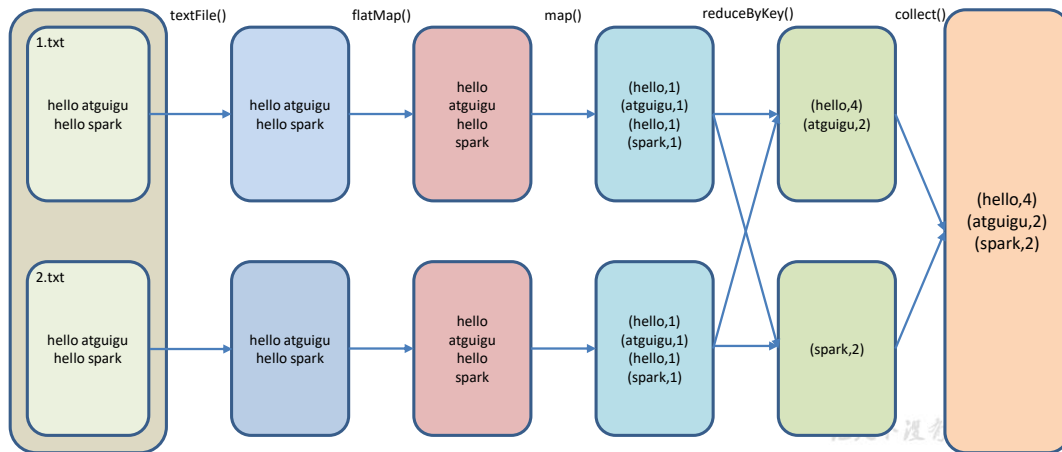 textFile()
flatMap()
map()
reduceByKey()
collect()
1.txt
hello atguigu
hello spark
hello atguigu
hello spark
hello
atguigu
hello
spark
(hello,1)
(atguigu,1)
(hello,1)
(spark,1)
(hello,4)
(atguigu,2)
2.txt
hello atguigu
hello spark
hello atguigu
hello spark
hello
atguigu
hello
spark
(hello,1)
(atguigu,1)
(hello,1)
(spark,1)
(spark,2)
(hello,4)
(atguigu,2)
(spark,2)